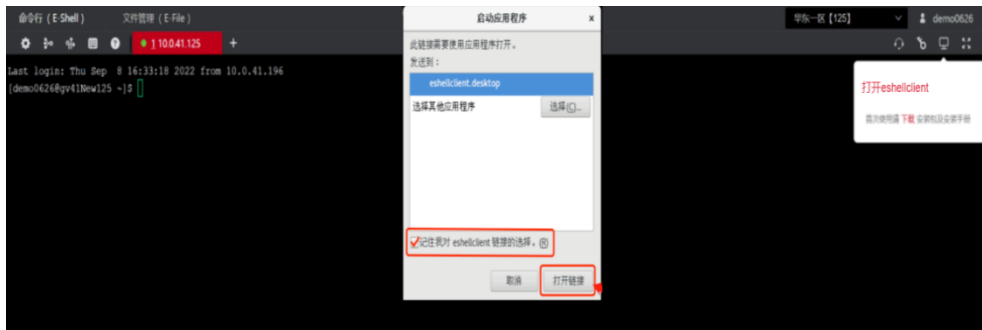 命令行 ( E-Shell )
文件管理 ( E-File )
启动应用程序
x
华东一区【125】
demo0626
1 10.0.41.125
+
此链接需要使用应用程序打开。
发送到：
eshellclient.desktop
选择其他应用程序
选择(C)...
Last login: Thu Sep  8 16:33:18 2022 from 10.0.41.196
[demo0626@gv41New125 ~]$
打开eshellclient
首次使用需 下载 安装包及安装手册
记住我对 eshellclient 链接的选择。(R)
取消
打开链接